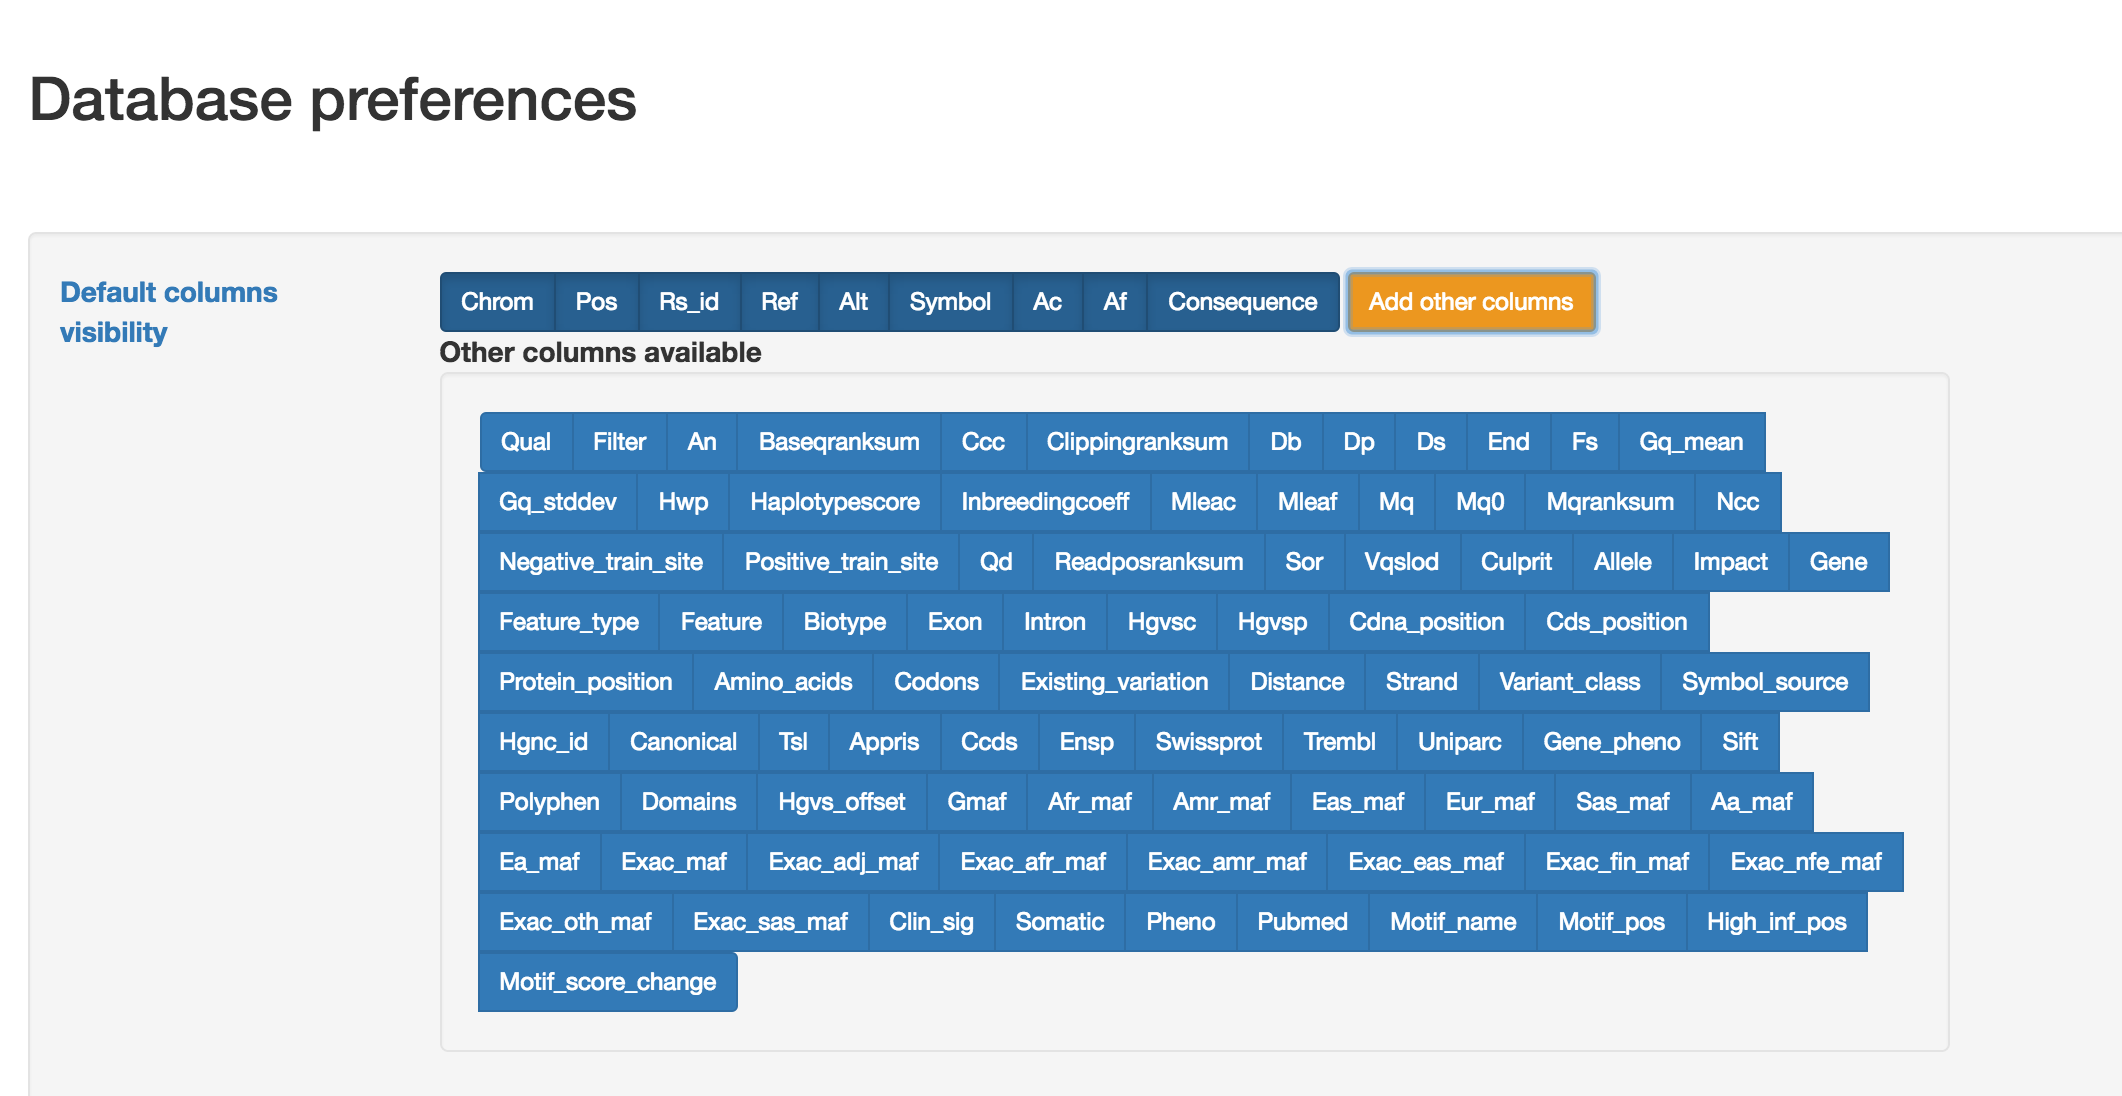 Database preferences
Default columns
visibility
Chrom Pos Rs_id Ref Alt Symbol Ac Af Consequence Add other columns
Other columns available
Qual Filter An Baseqranksum Ccc Clippingranksum Db Dp Ds End Fs Gq_mean
Gq_stddev Hwp Haplotypescore Inbreedingcoeff Mleac Mleaf Mq Mq0 Mqranksum Ncc
Negative_train_site Positive_train_site Qd Readposranksum Sor Vqslod Culprit Allele Impact Gene
Feature_type Feature Biotype Exon Intron Hgvsc Hgvsp Cdna_position Cds_position
Protein_position Amino_acids Codons Existing_variation Distance Strand Variant_class Symbol_source
Hgnc_id Canonical Tsl Appris Ccds Ensp Swissprot Trembl Uniparc Gene_pheno Sift
Polyphen Domains Hgvs_offset Gmaf Afr_maf Amr_maf Eas_maf Eur_maf Sas_maf Aa_maf
Ea_maf Exac_maf Exac_adj_maf Exac_afr_maf Exac_amr_maf Exac_eas_maf Exac_fin_maf Exac_nfe_maf
Exac_oth_maf Exac_sas_maf Clin_sig Somatic Pheno Pubmed Motif_name Motif_pos High_inf_pos
Motif_score_change